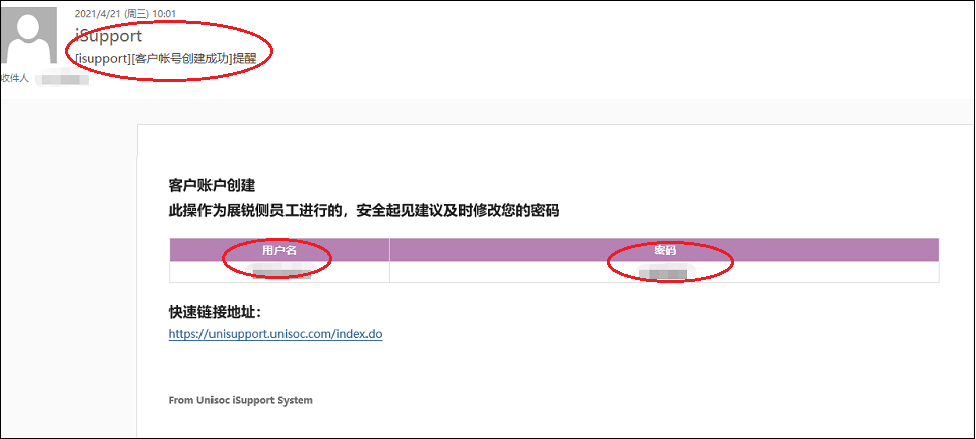 2021/4/21 (周三) 10:01
iSupport
[isupport][客户帐号创建成功]提醒
收件人
客户账户创建
此操作为展锐侧员工进行的，安全起见建议及时修改您的密码
用户名 密码
快速链接地址：
https://unisupport.unisoc.com/index.do
From Unisoc iSupport System